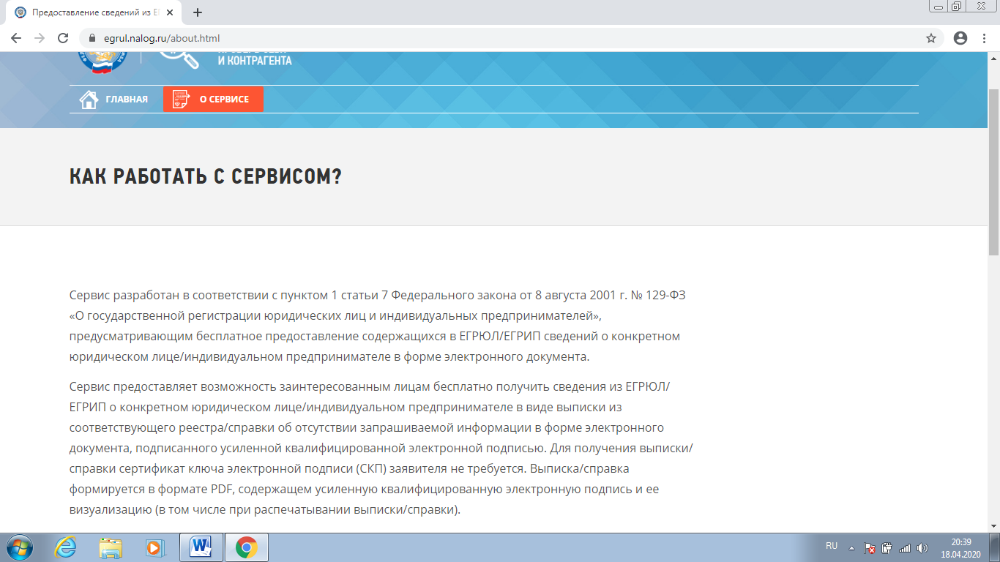 Предоставление сведений из ЕГ
egrul.nalog.ru/about.html
И КОНТРАГЕНТА
ГЛАВНАЯ
О СЕРВИСЕ
КАК РАБОТАТЬ С СЕРВИСОМ?
Сервис разработан в соответствии с пунктом 1 статьи 7 Федерального закона от 8 августа 2001 г. № 129-ФЗ
«О государственной регистрации юридических лиц и индивидуальных предпринимателей»,
предусматривающим бесплатное предоставление содержащихся в ЕГРЮЛ/ЕГРИП сведений о конкретном
юридическом лице/индивидуальном предпринимателе в форме электронного документа.
Сервис предоставляет возможность заинтересованным лицам бесплатно получить сведения из ЕГРЮЛ/
ЕГРИП о конкретном юридическом лице/индивидуальном предпринимателе в виде выписки из
соответствующего реестра/справки об отсутствии запрашиваемой информации в форме электронного
документа, подписанного усиленной квалифицированной электронной подписью. Для получения выписки/
справки сертификат ключа электронной подписи (СКП) заявителя не требуется. Выписка/справка
формируется в формате PDF, содержащем усиленную квалифицированную электронную подпись и ее
визуализацию (в том числе при распечатывании выписки/справки).
RU
20:39
18.04.2020